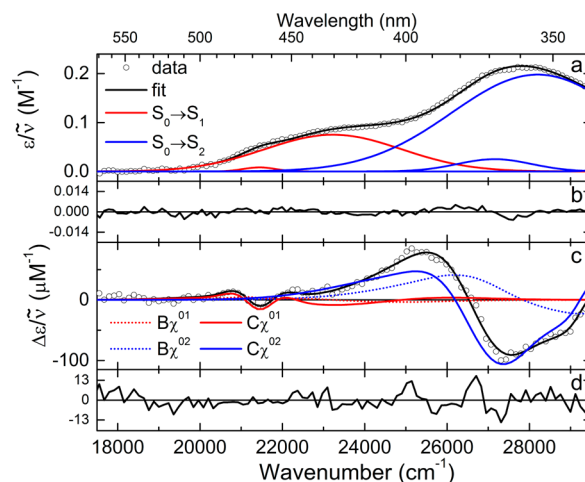 Wavelength (nm)
550 500 450 400 350
a
data
fit
S₀→S₁
S₀→S₂
ε/ν̃ (M⁻¹)
0.2
0.1
0.0
b
0.014
0.000
-0.014
c
Δε/ν̃ (μM⁻¹)
0
-100
Bχ⁰¹ Cχ⁰¹
Bχ⁰² Cχ⁰²
d
13
0
-13
18000 20000 22000 24000 26000 28000
Wavenumber (cm⁻¹)